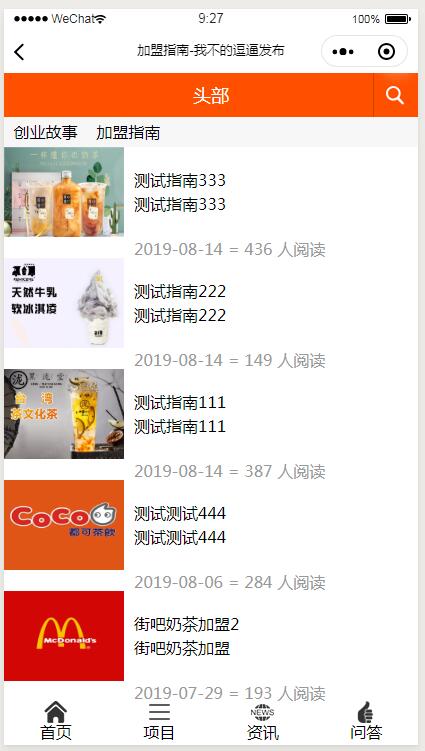 WeChat
9:27
100%
加盟指南-我不的逗逼发布
头部
创业故事 加盟指南
一杯懂你的奶茶
测试指南333
测试指南333
2019-08-14 = 436 人阅读
天然牛乳
软冰淇凌
测试指南222
测试指南222
2019-08-14 = 149 人阅读
台湾
茶文化茶
测试指南111
测试指南111
2019-08-14 = 387 人阅读
CoCo
都可茶飲
测试测试444
测试测试444
2019-08-06 = 284 人阅读
McDonald's
街吧奶茶加盟2
街吧奶茶加盟
2019-07-29 = 193 人阅读
NEWS
首页 项目 资讯 问答